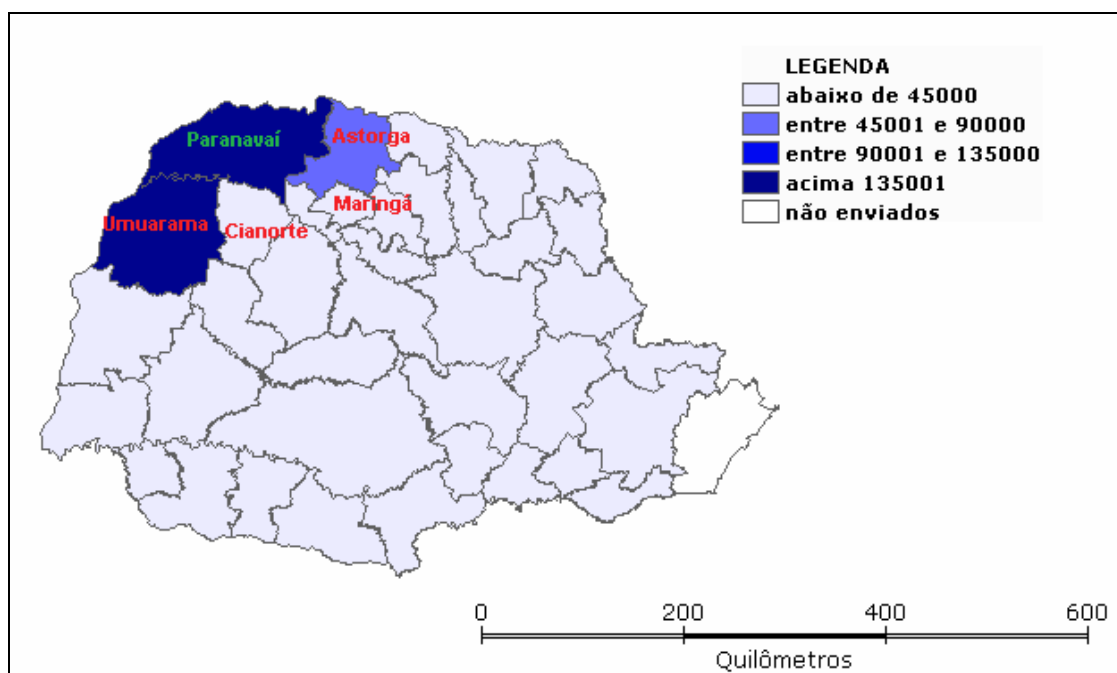 LEGENDA
abaixo de 45000
entre 45001 e 90000
entre 90001 e 135000
acima 135001
não enviados
Paranavaí
Astorga
Maringá
Umuarama
Cianorte
0 200 400 600
Quilômetros